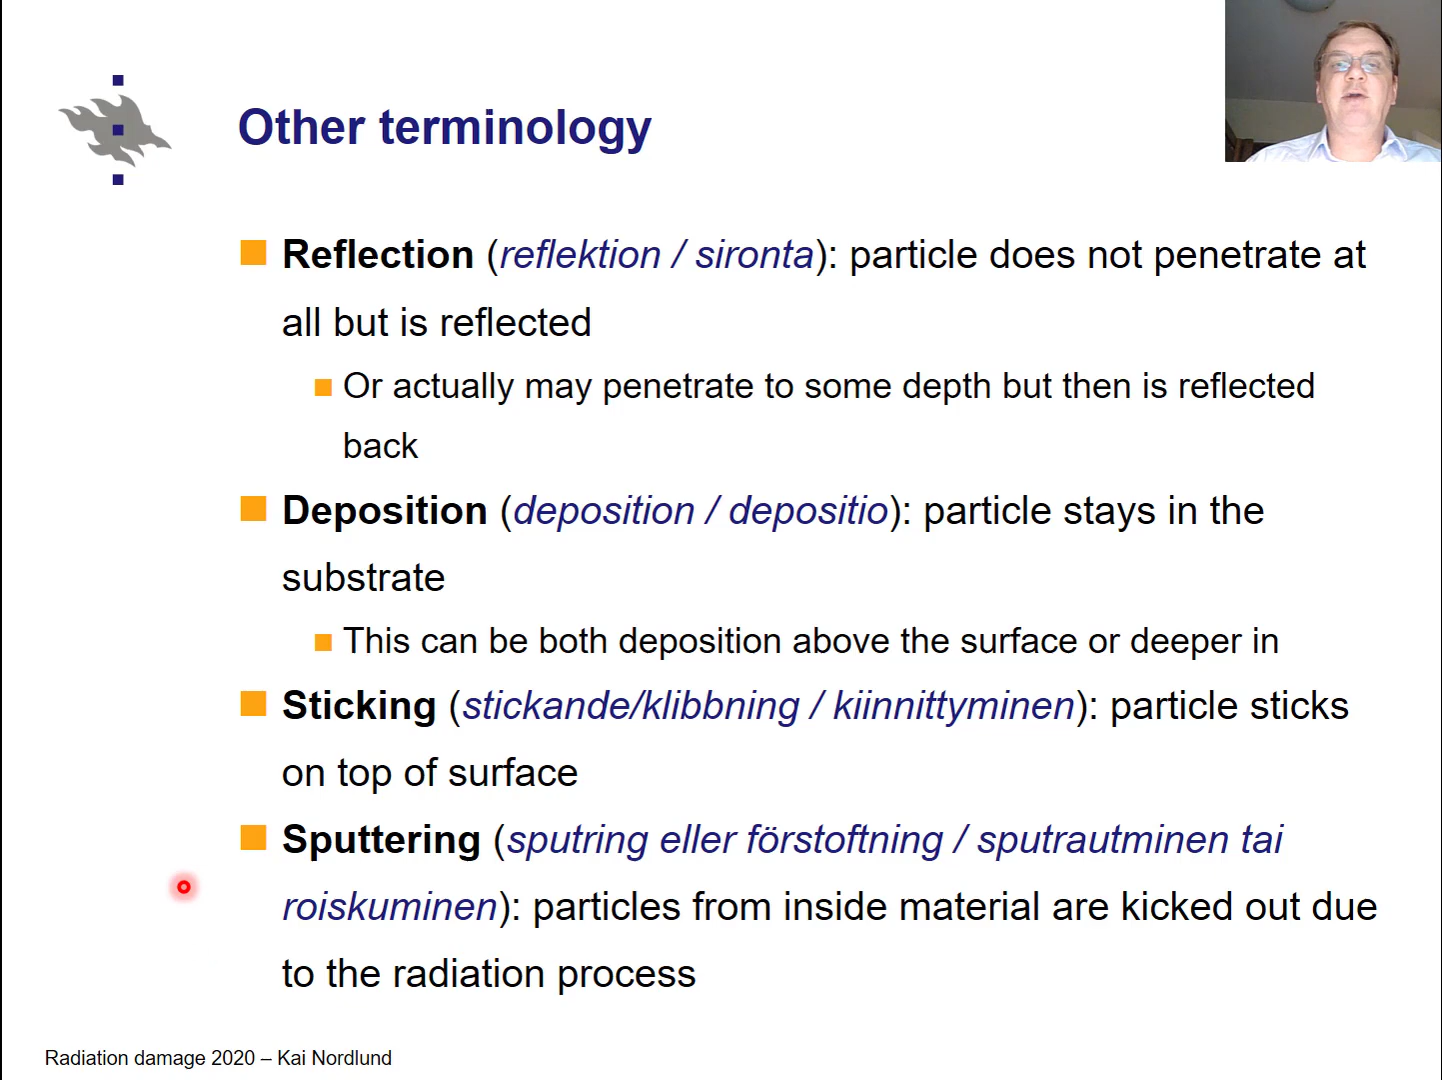 Other terminology
Reflection (reflektion / sironta): particle does not penetrate at
all but is reflected
Or actually may penetrate to some depth but then is reflected
back
Deposition (deposition / depositio): particle stays in the
substrate
This can be both deposition above the surface or deeper in
Sticking (stickande/klibbning / kiinnittyminen): particle sticks
on top of surface
Sputtering (sputring eller förstoftning / sputrautminen tai
roiskuminen): particles from inside material are kicked out due
to the radiation process
Radiation damage 2020 – Kai Nordlund